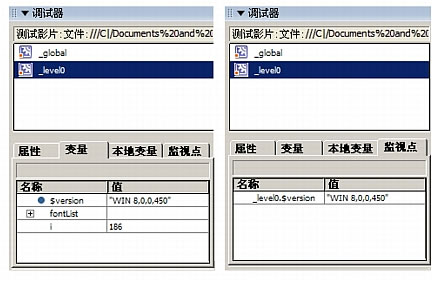 调试器
测试影片:文件:///C|/Documents%20and%20
_global
_level0
属性 变量 本地变量 监视点
名称 值
$version "WIN 8,0,0,450"
fontList
i 186
调试器
测试影片:文件:///C|/Documents%20and%20
_global
_level0
属性 变量 本地变量 监视点
名称 值
_level0.$version "WIN 8,0,0,450"